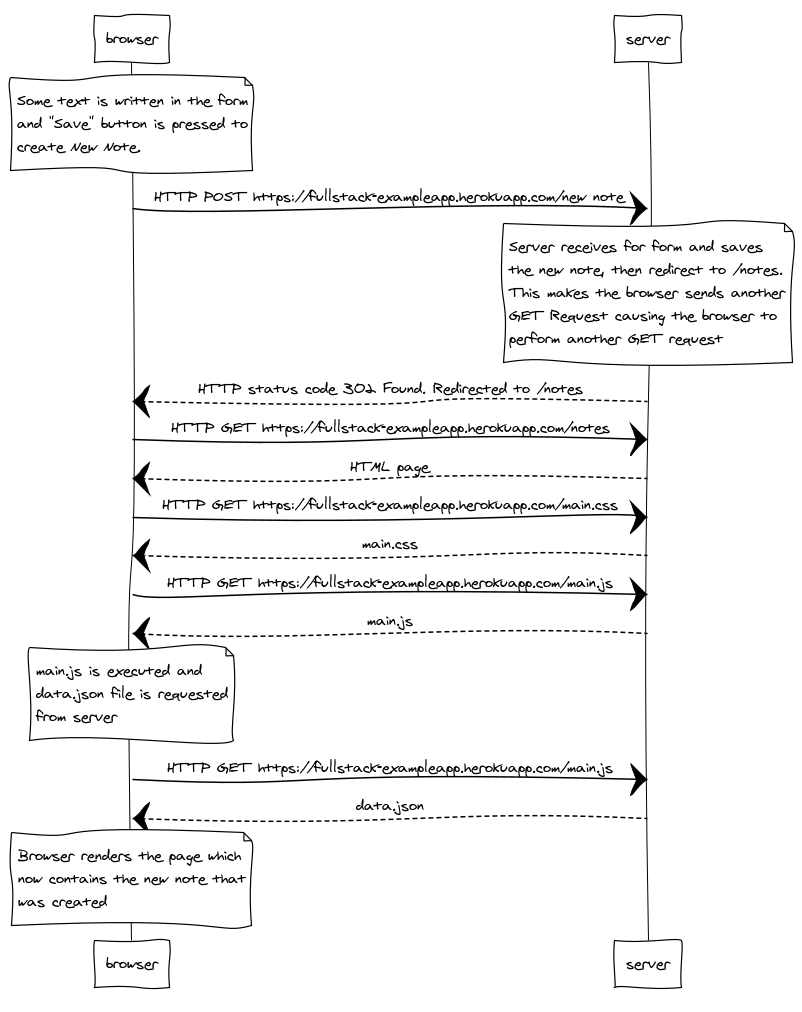 browser
server
Some text is written in the form
and "Save" button is pressed to
create New Note.
HTTP POST https://fullstack-exampleapp.herokuapp.com/new note
Server receives for form and saves
the new note, then redirect to /notes.
This makes the browser sends another
GET Request causing the browser to
perform another GET request
HTTP status code 302 Found. Redirected to /notes
HTTP GET https://fullstack-exampleapp.herokuapp.com/notes
HTML page
HTTP GET https://fullstack-exampleapp.herokuapp.com/main.css
main.css
HTTP GET https://fullstack-exampleapp.herokuapp.com/main.js
main.js
main.js is executed and
data.json file is requested
from server
HTTP GET https://fullstack-exampleapp.herokuapp.com/main.js
data.json
Browser renders the page which
now contains the new note that
was created
browser
server